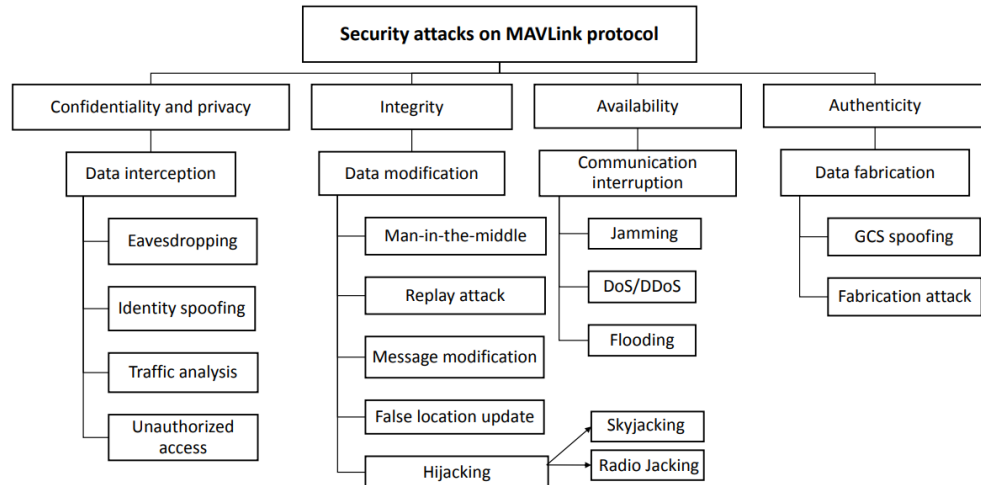 Security attacks on MAVLink protocol
Confidentiality and privacy
Integrity
Availability
Authenticity
Data interception
Data modification
Communication
interruption
Data fabrication
Eavesdropping
Identity spoofing
Traffic analysis
Unauthorized
access
Man-in-the-middle
Replay attack
Message modification
False location update
Hijacking
Skyjacking
Radio Jacking
Jamming
DoS/DDoS
Flooding
GCS spoofing
Fabrication attack